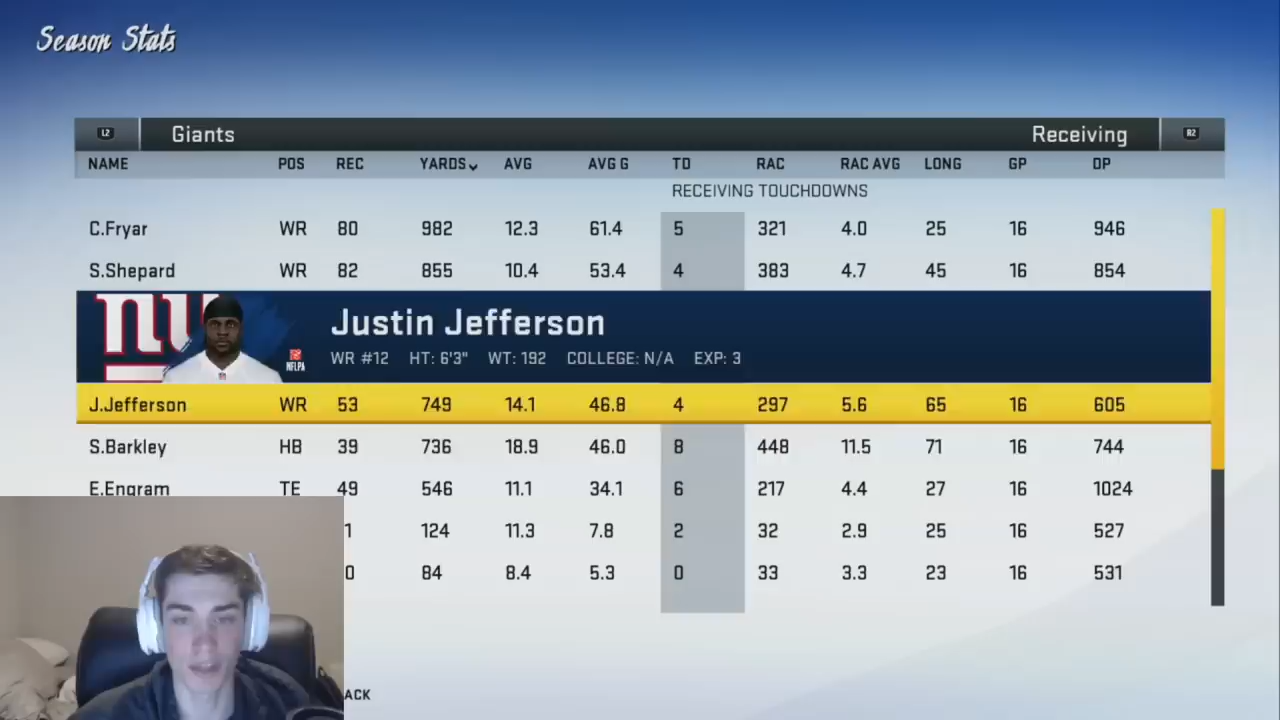 Season Stats
L2 Giants Receiving R2
NAME POS REC YARDS AVG AVG G TD RAC RAC AVG LONG GP DP
RECEIVING TOUCHDOWNS
C.Fryar WR 80 982 12.3 61.4 5 321 4.0 25 16 946
S.Shepard WR 82 855 10.4 53.4 4 383 4.7 45 16 854
Justin Jefferson
WR #12 HT: 6'3" WT: 192 COLLEGE: N/A EXP: 3
NFLPA
J.Jefferson WR 53 749 14.1 46.8 4 297 5.6 65 16 605
S.Barkley HB 39 736 18.9 46.0 8 448 11.5 71 16 744
E.Engram TE 49 546 11.1 34.1 6 217 4.4 27 16 1024
1 124 11.3 7.8 2 32 2.9 25 16 527
0 84 8.4 5.3 0 33 3.3 23 16 531
ACK